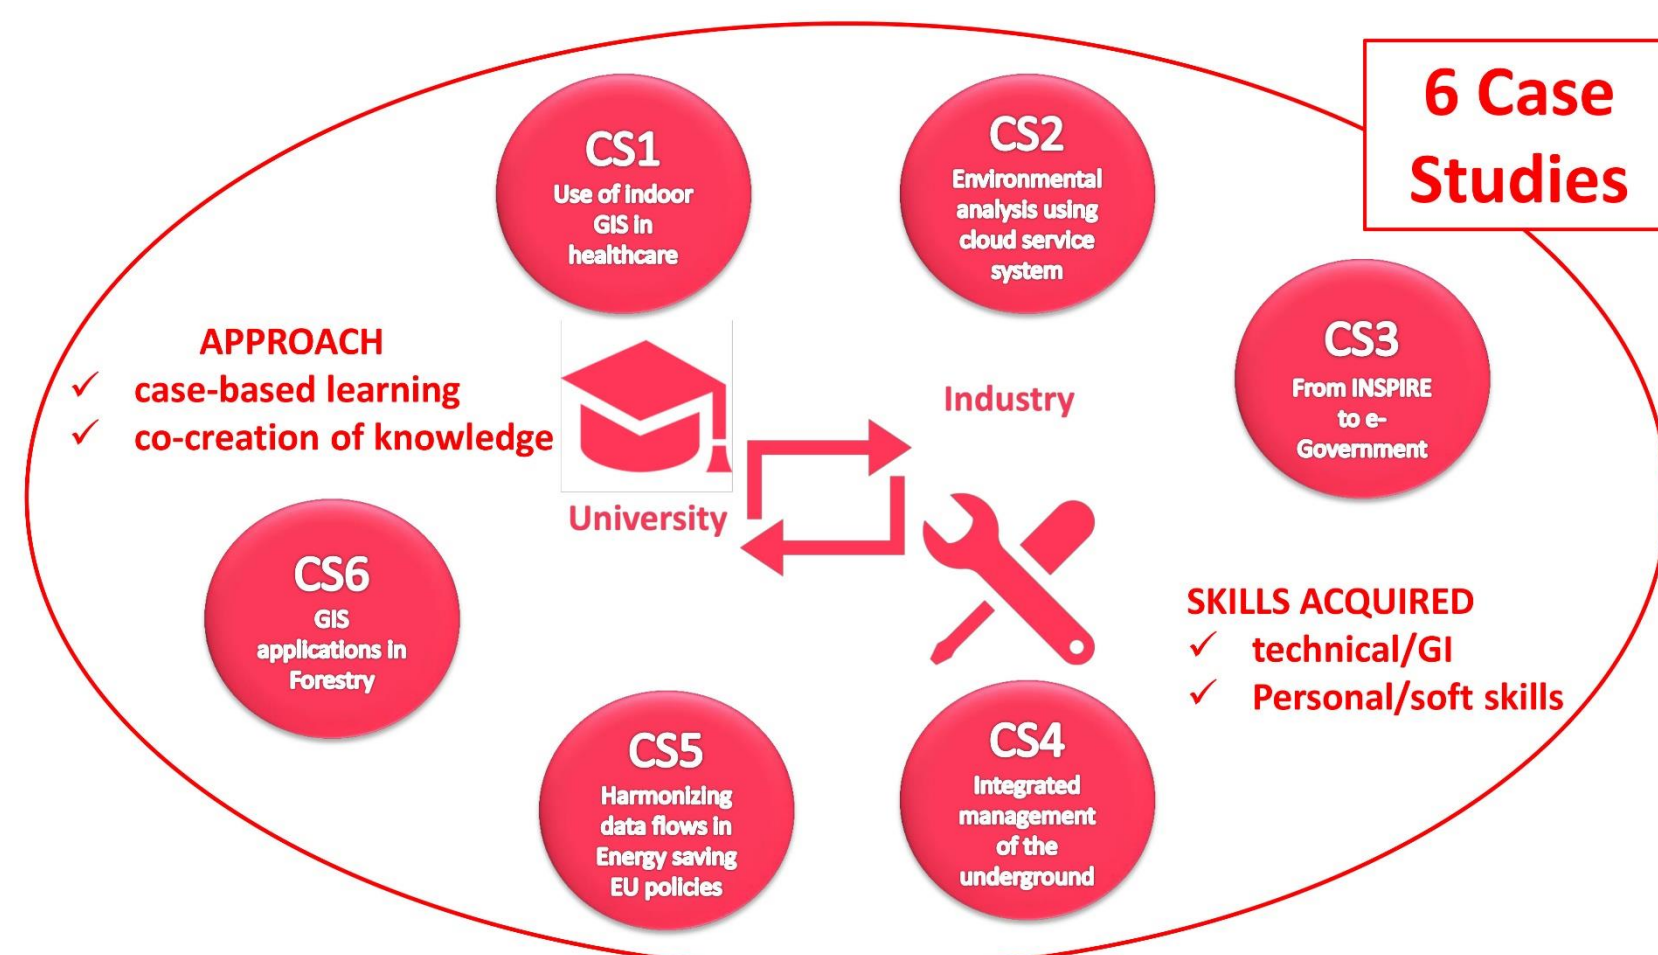 6 Case
Studies
CS1
Use of indoor
GIS in
healthcare
CS2
Environmental
analysis using
cloud service
system
CS3
From INSPIRE
to e-
Government
APPROACH
✓ case-based learning
✓ co-creation of knowledge
Industry
University
CS6
GIS
applications in
Forestry
SKILLS ACQUIRED
✓ technical/GI
✓ Personal/soft skills
CS5
Harmonizing
data flows in
Energy saving
EU policies
CS4
Integrated
management
of the
underground